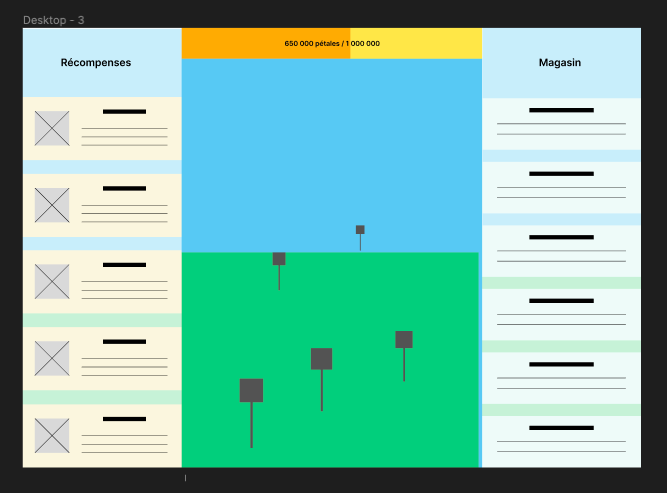 Desktop - 3
Récompenses
650 000 pétales / 1 000 000
Magasin